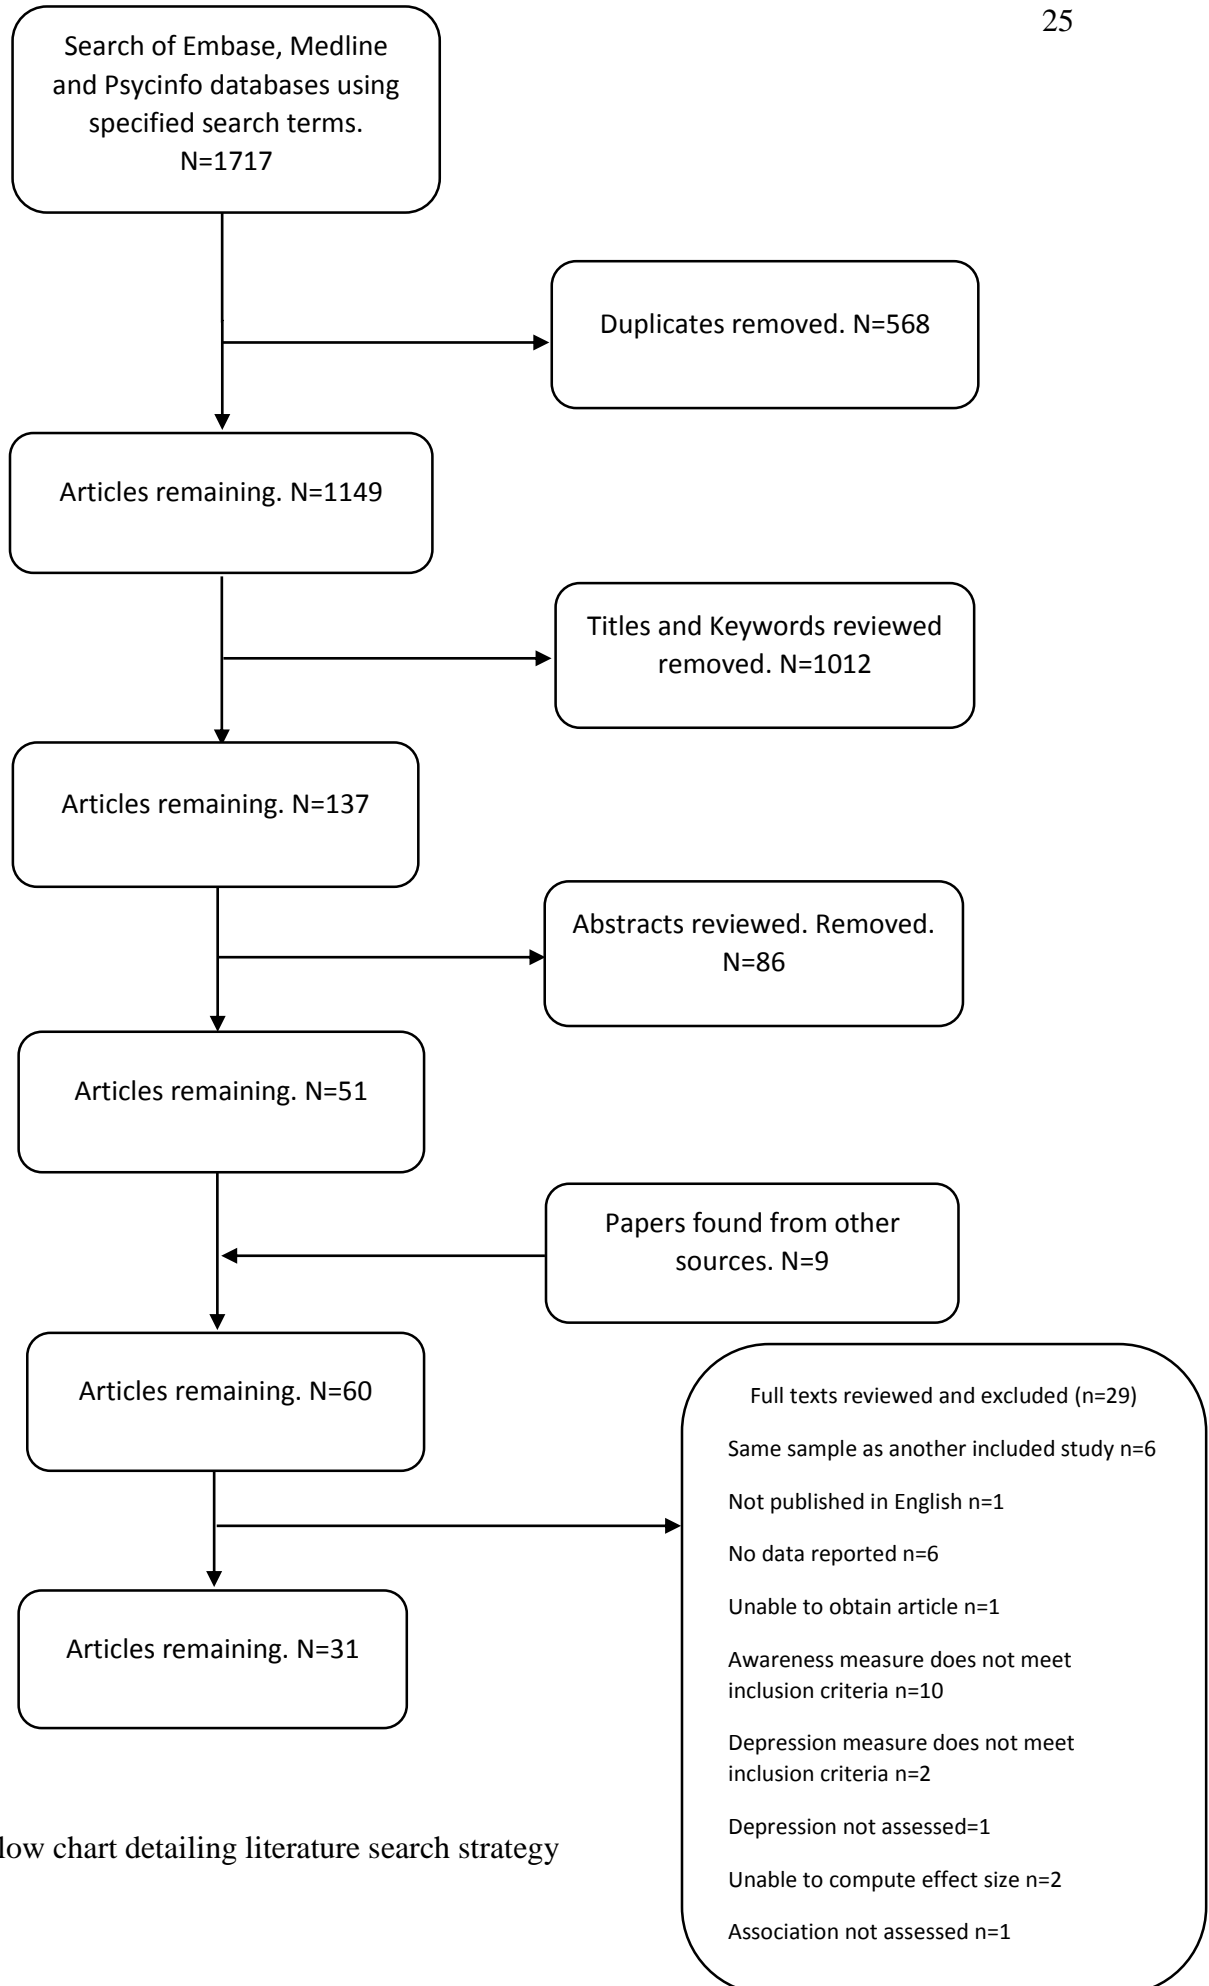 25
Search of Embase, Medline
and Psycinfo databases using
specified search terms.
N=1717
Duplicates removed. N=568
Articles remaining. N=1149
Titles and Keywords reviewed
removed. N=1012
Articles remaining. N=137
Abstracts reviewed. Removed.
N=86
Articles remaining. N=51
Papers found from other
sources. N=9
Articles remaining. N=60
Full texts reviewed and excluded (n=29)
Same sample as another included study n=6
Not published in English n=1
No data reported n=6
Unable to obtain article n=1
Awareness measure does not meet
inclusion criteria n=10
Depression measure does not meet
inclusion criteria n=2
Depression not assessed=1
Unable to compute effect size n=2
Association not assessed n=1
Articles remaining. N=31
low chart detailing literature search strategy